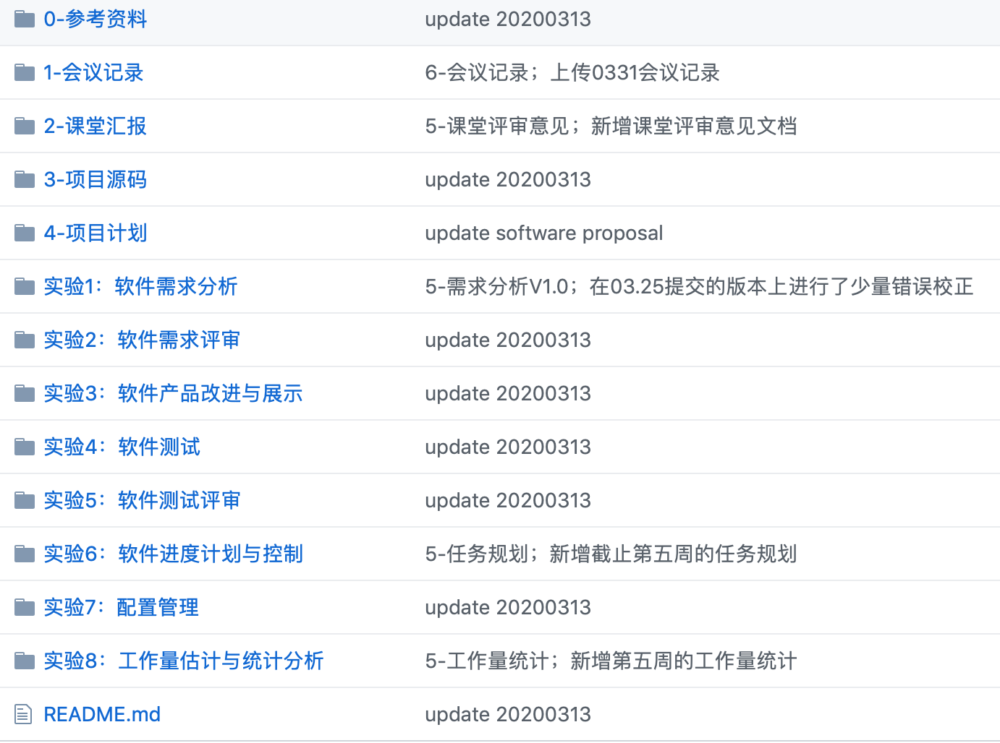 0-参考资料 update 20200313
1-会议记录 6-会议记录；上传0331会议记录
2-课堂汇报 5-课堂评审意见；新增课堂评审意见文档
3-项目源码 update 20200313
4-项目计划 update software proposal
实验1：软件需求分析 5-需求分析V1.0；在03.25提交的版本上进行了少量错误校正
实验2：软件需求评审 update 20200313
实验3：软件产品改进与展示 update 20200313
实验4：软件测试 update 20200313
实验5：软件测试评审 update 20200313
实验6：软件进度计划与控制 5-任务规划；新增截止第五周的任务规划
实验7：配置管理 update 20200313
实验8：工作量估计与统计分析 5-工作量统计；新增第五周的工作量统计
README.md update 20200313